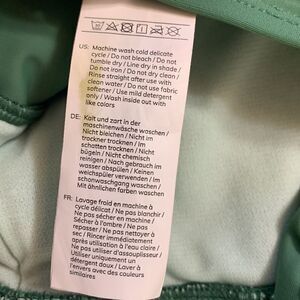 US: Machine wash cold delicate
cycle / Do not bleach / Do not
tumble dry / Line dry in shade /
Do not iron / Do not dry clean /
Rinse straight after use with
clean water / Do not use fabric
softener / Use mild detergent
only / Wash inside out with
like colors
DE: Kalt und zart in der
maschinenwäsche waschen /
Nicht bleichen / Nicht im
trockner trocknen / Im
schatten trocknen / Nicht
bügeln / Nicht chemisch
reinigen / Nach gebrauch im
wasser abspülen / Keinen
weichspüler verwenden / Im
schonwaschgang waschen /
Mit ähnlichen farben waschen
FR: Lavage froid en machine à
cycle délicat / Ne pas blanchir /
Ne pas sécher en machine /
Sécher à l'ombre / Ne pas
repasser / Ne pas nettoyer à
sec / Rincer immédiatement
après utilisation à l'eau claire /
Ne pas utiliser d'assouplisseur /
Utiliser uniquement un
détergent doux / Laver à
l'envers avec des couleurs
similaires